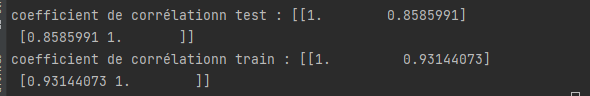 coefficient de corrélationn test : [[1.        0.8585991]
 [0.8585991 1.       ]]
coefficient de corrélationn train : [[1.         0.93144073]
 [0.93144073 1.        ]]